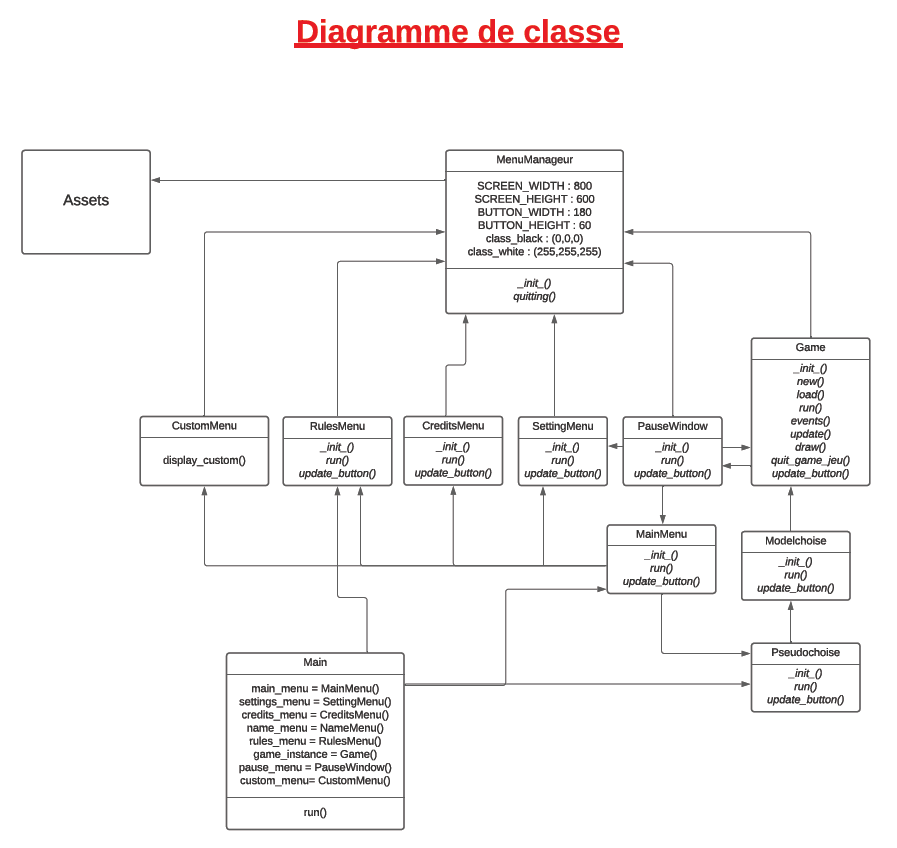 Diagramme de classe
Assets
MenuManageur
SCREEN_WIDTH : 800
SCREEN_HEIGHT : 600
BUTTON_WIDTH : 180
BUTTON_HEIGHT : 60
class_black : (0,0,0)
class_white : (255,255,255)
_init_()
quitting()
Game
_init_()
new()
load()
run()
events()
update()
draw()
quit_game_jeu()
update_button()
CustomMenu
display_custom()
RulesMenu
_init_()
run()
update_button()
CreditsMenu
_init_()
run()
update_button()
SettingMenu
_init_()
run()
update_button()
PauseWindow
_init_()
run()
update_button()
MainMenu
_init_()
run()
update_button()
Modelchoise
_init_()
run()
update_button()
Pseudochoise
_init_()
run()
update_button()
Main
main_menu = MainMenu()
settings_menu = SettingMenu()
credits_menu = CreditsMenu()
name_menu = NameMenu()
rules_menu = RulesMenu()
game_instance = Game()
pause_menu = PauseWindow()
custom_menu= CustomMenu()
run()